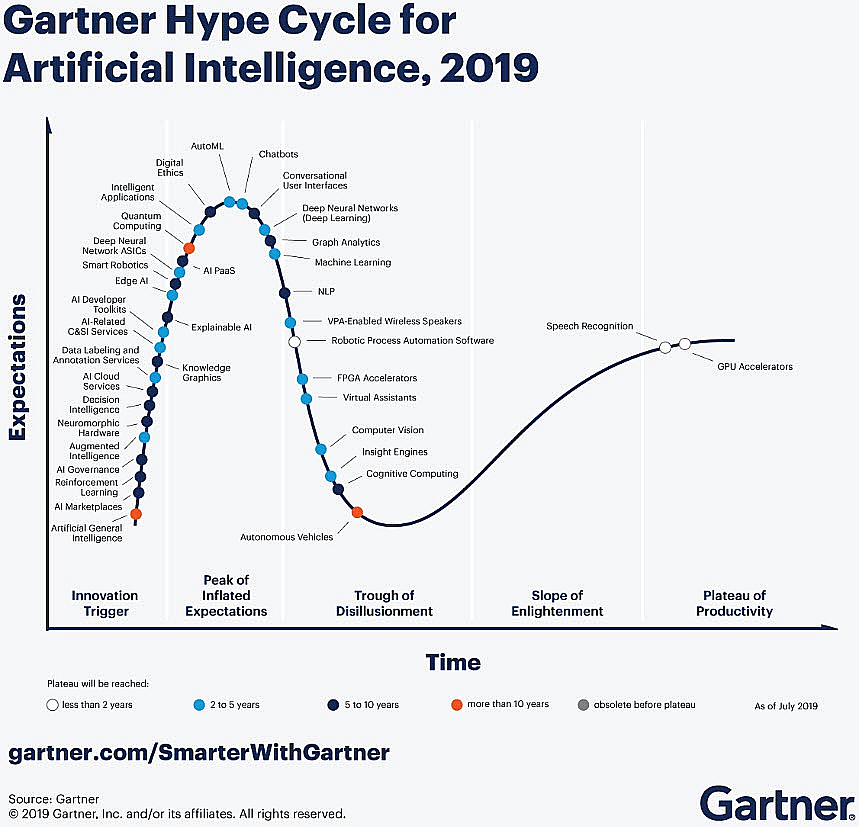 Gartner Hype Cycle for
Artificial Intelligence, 2019
Expectations
AutoML
Chatbots
Digital
Ethics
Conversational
User Interfaces
Intelligent
Applications
Deep Neural Networks
(Deep Learning)
Quantum
Computing
Graph Analytics
Deep Neural
Network ASICs
Machine Learning
Smart Robotics
AI PaaS
Edge AI
NLP
AI Developer
Toolkits
Explainable AI
VPA-Enabled Wireless Speakers
AI-Related
C&SI Services
Robotic Process Automation Software
Speech Recognition
Data Labeling and
Annotation Services
Knowledge
Graphics
GPU Accelerators
AI Cloud
Services
FPGA Accelerators
Decision
Intelligence
Virtual Assistants
Neuromorphic
Hardware
Computer Vision
Augmented
Intelligence
Insight Engines
AI Governance
Cognitive Computing
Reinforcement
Learning
AI Marketplaces
Artificial General
Intelligence
Autonomous Vehicles
Innovation
Trigger
Peak of
Inflated
Expectations
Trough of
Disillusionment
Slope of
Enlightenment
Plateau of
Productivity
Time
Plateau will be reached:
less than 2 years
2 to 5 years
5 to 10 years
more than 10 years
obsolete before plateau
As of July 2019
gartner.com/SmarterWithGartner
Source: Gartner
© 2019 Gartner, Inc. and/or its affiliates. All rights reserved.
Gartner®